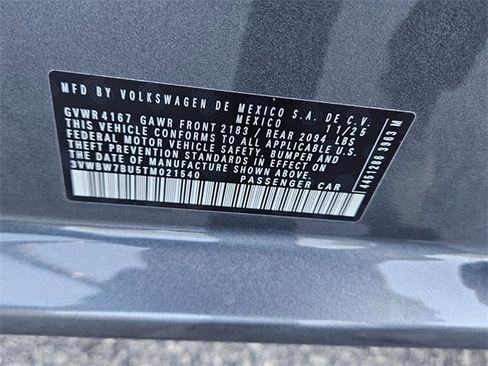 MFD BY VOLKSWAGEN DE MEXICO S.A. DE C.V.
MEXICO 11/25
GVWR 4167 GAWR FRONT 2183 / REAR 2094 LBS
THIS VEHICLE CONFORMS TO ALL APPLICABLE
FEDERAL MOTOR VEHICLE SAFETY, BUMPER AND
THEFT PREVENTION STANDARDS IN EFFECT ON
THE DATE OF MANUFACTURE SHOWN ABOVE
3VWBW7BU5TM021540 PASSENGER CAR
4451286 3963 M